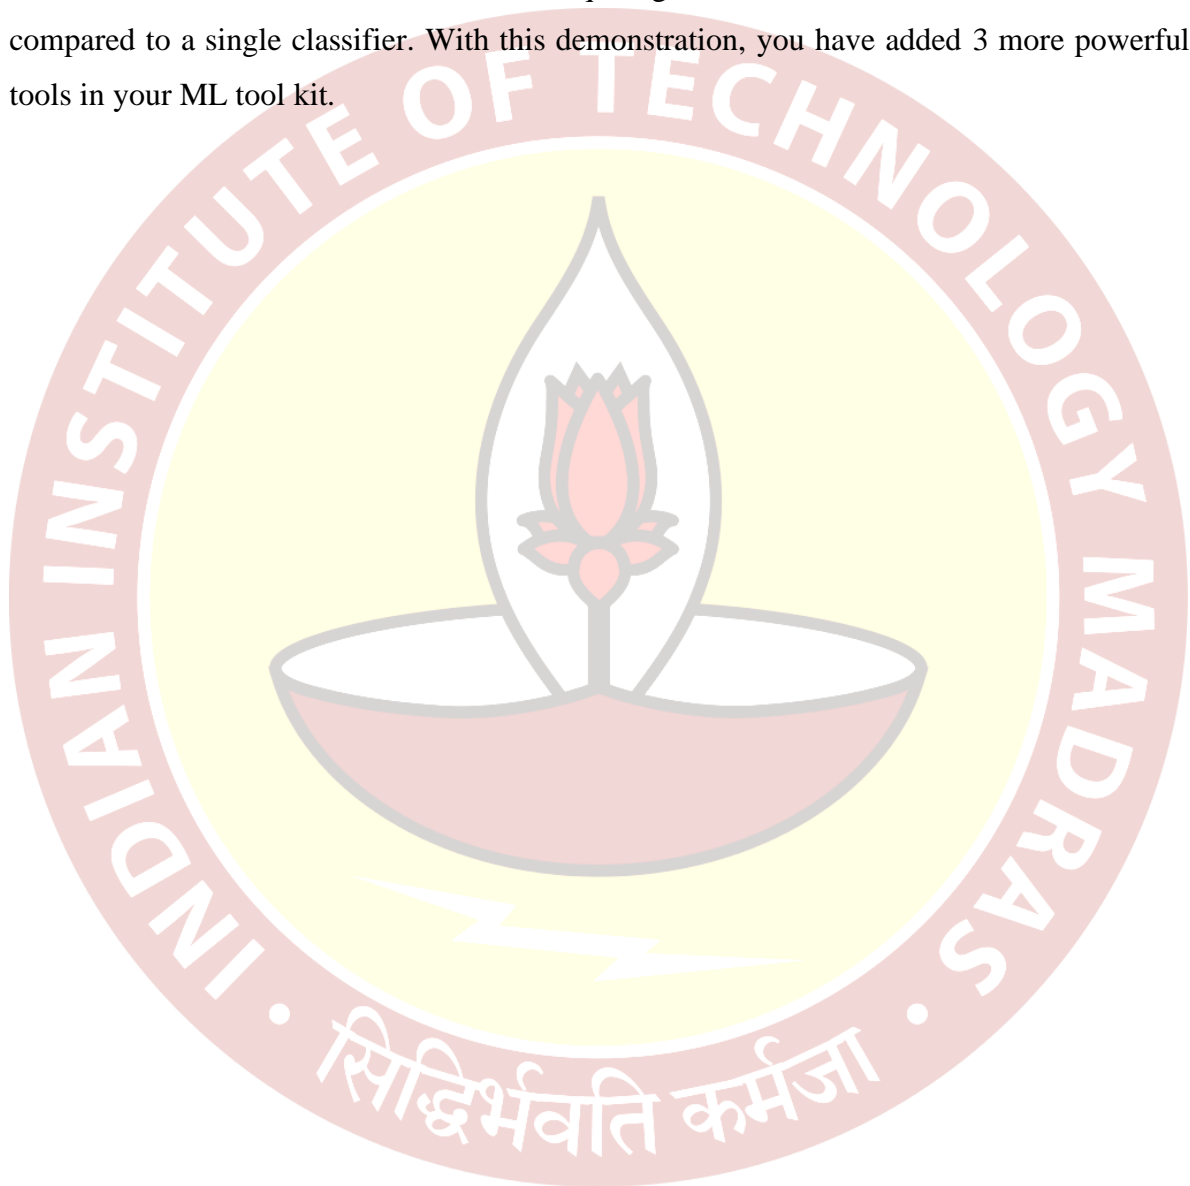 compared to a single classifier. With this demonstration, you have added 3 more powerful
tools in your ML tool kit.
INDIAN INSTITUTE OF TECHNOLOGY MADRAS
सिद्धिर्भवति कर्मजा